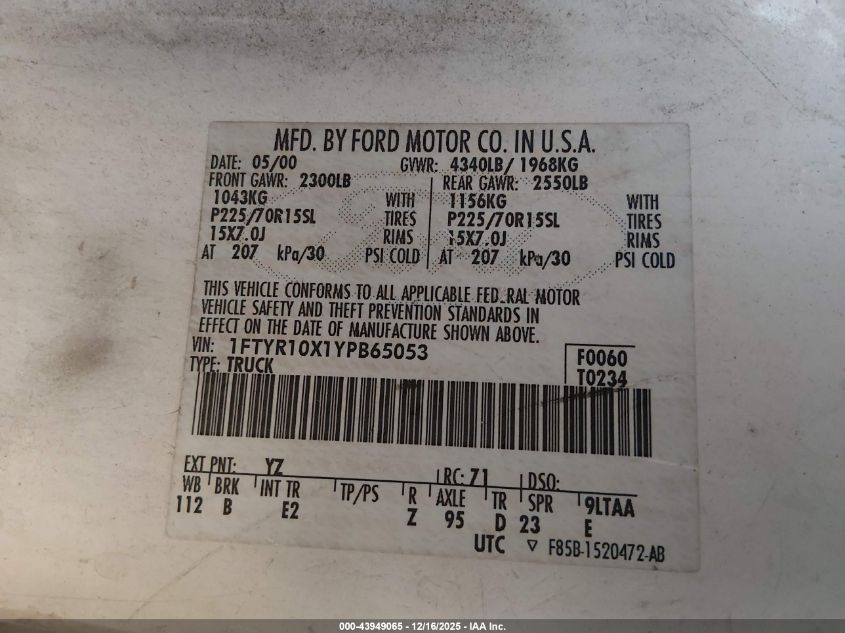 MFD. BY FORD MOTOR CO. IN U.S.A.
DATE: 05/00 GVWR: 4340LB/ 1968KG
FRONT GAWR: 2300LB REAR GAWR: 2550LB
1043KG WITH 1156KG WITH
P225/70R15SL TIRES P225/70R15SL TIRES
15X7.0J RIMS 15X7.0J RIMS
AT 207 kPa/30 PSI COLD AT 207 kPa/30 PSI COLD
THIS VEHICLE CONFORMS TO ALL APPLICABLE FED_RAL MOTOR
VEHICLE SAFETY AND THEFT PREVENTION STANDARDS IN
EFFECT ON THE DATE OF MANUFACTURE SHOWN ABOVE.
VIN: 1FTYR10X1YPB65053 F0060
TYPE: TRUCK T0234
EXT PNT: YZ RC: 71 DSO:
WB BRK INT TR TP/PS R AXLE TR SPR 9LTAA
112 B E2 Z 95 D 23 E
UTC ▽ F85B-1520472-AB
000-43949065 - 12/16/2025 - IAA Inc.